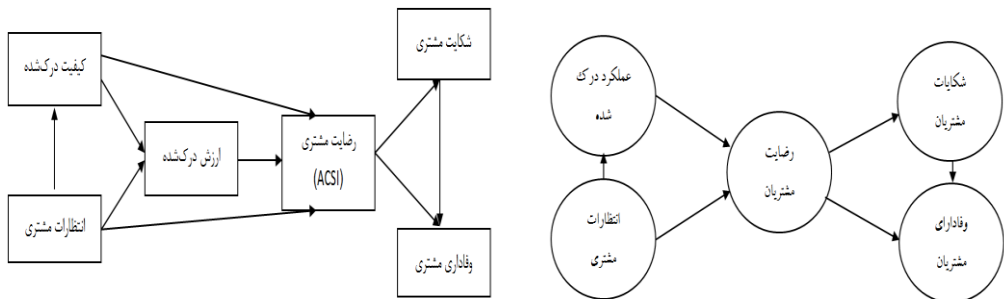 شکایت مشتری
کیفیت درک‌شده
ارزش درک‌شده
رضایت مشتری
(ACSI)
انتظارات مشتری
وفاداری مشتری
عملکرد درک
شده
شکایات
مشتریان
رضایت
مشتریان
انتظارات
مشتری
وفادارای
مشتریان